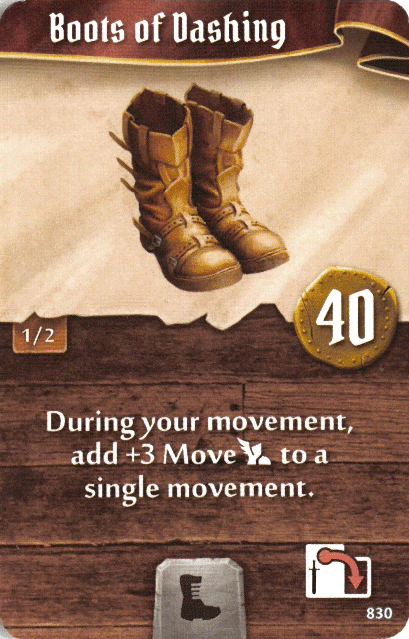 Boots of Dashing
40
1/2
During your movement,
add +3 Move to a
single movement.
830